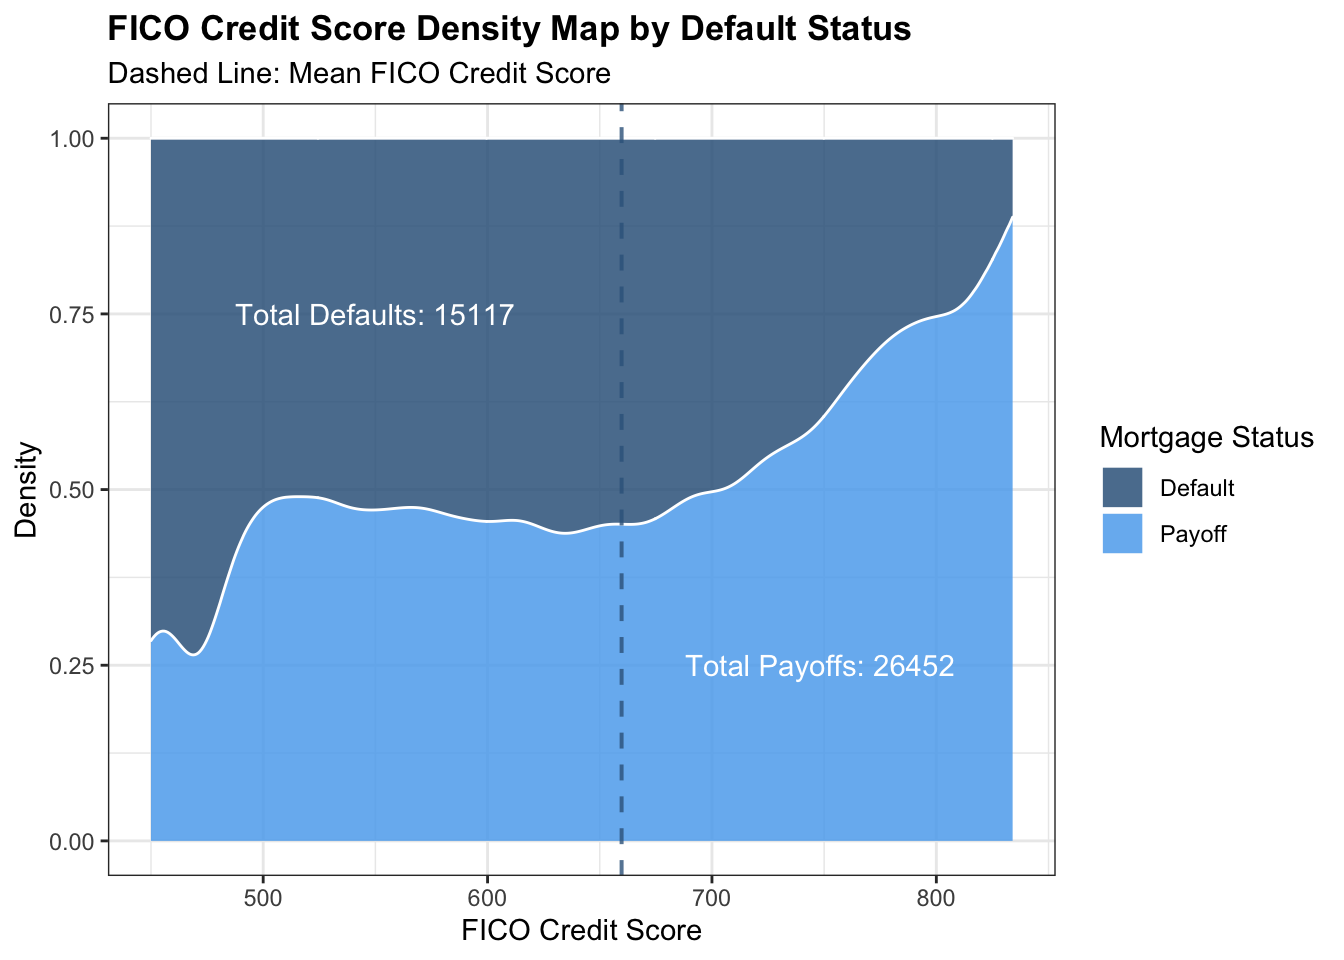 FICO Credit Score Density Map by Default Status
Dashed Line: Mean FICO Credit Score
1.00
0.75
0.50
0.25
0.00
Density
Total Defaults: 15117
Total Payoffs: 26452
500 600 700 800
FICO Credit Score
Mortgage Status
Default
Payoff